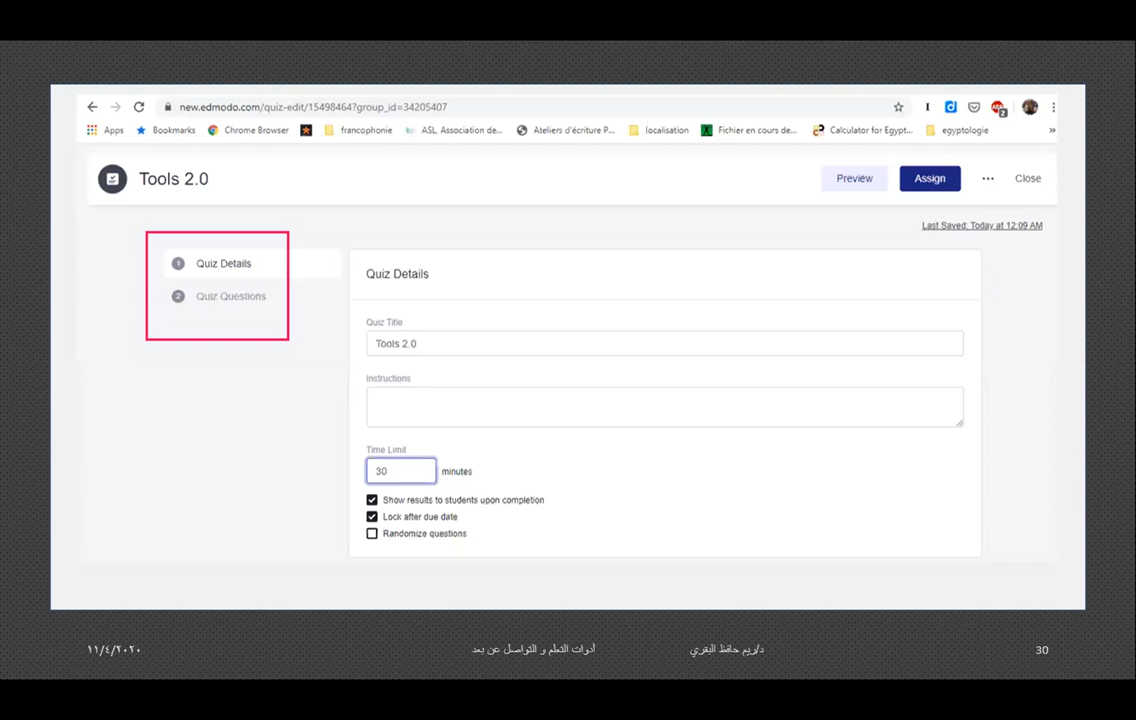 new.edmodo.com/quiz-edit/15498464?group_id=34205407
Apps Bookmarks Chrome Browser francophonie ASL, Association de... Ateliers d'écriture P... localisation Fichier en cours de... Calculator for Egypt... egyptologie »
Tools 2.0 Preview Assign ... Close
Last Saved: Today at 12:09 AM
1 Quiz Details
2 Quiz Questions
Quiz Details
Quiz Title
Tools 2.0
Instructions
Time Limit
30 minutes
Show results to students upon completion
Lock after due date
Randomize questions
١١/٤/٢٠٢٠ أدوات التعلم و التواصل عن بعد د/ريم حافظ البقري 30